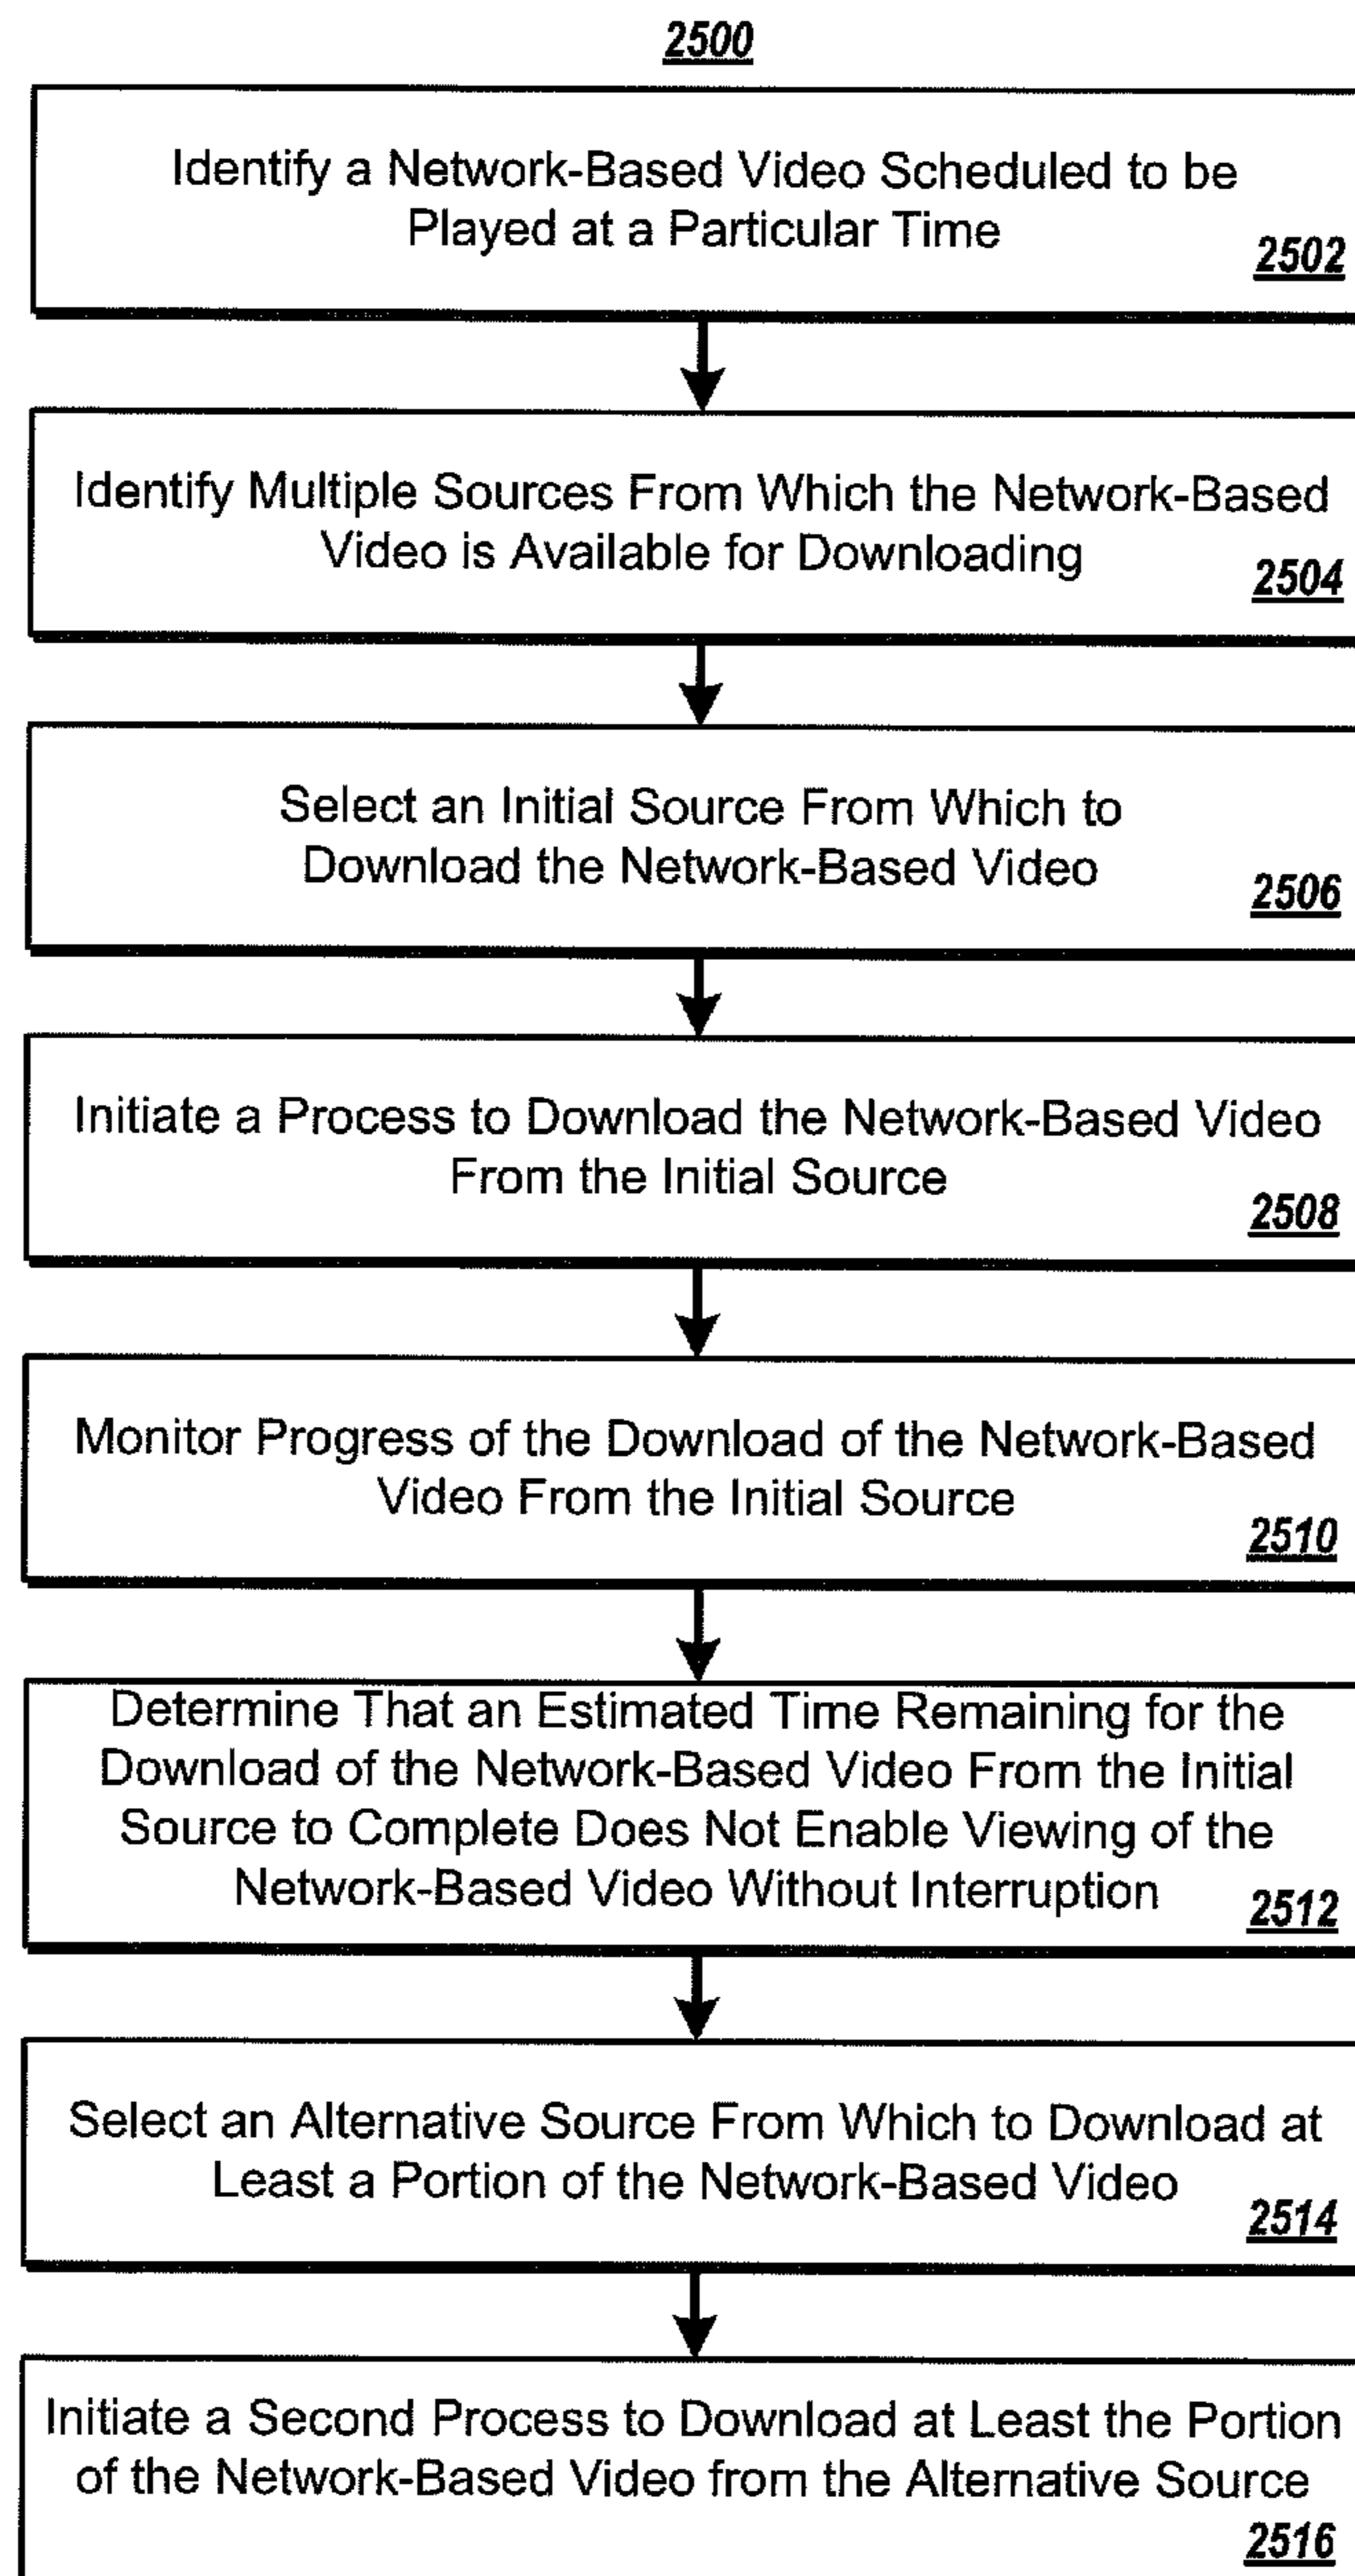 2500
Identify a Network-Based Video Scheduled to be
Played at a Particular Time
2502
Identify Multiple Sources From Which the Network-Based
Video is Available for Downloading
2504
Select an Initial Source From Which to
Download the Network-Based Video
2506
Initiate a Process to Download the Network-Based Video
From the Initial Source
2508
Monitor Progress of the Download of the Network-Based
Video From the Initial Source
2510
Determine That an Estimated Time Remaining for the
Download of the Network-Based Video From the Initial
Source to Complete Does Not Enable Viewing of the
Network-Based Video Without Interruption
2512
Select an Alternative Source From Which to Download at
Least a Portion of the Network-Based Video
2514
Initiate a Second Process to Download at Least the Portion
of the Network-Based Video from the Alternative Source
2516